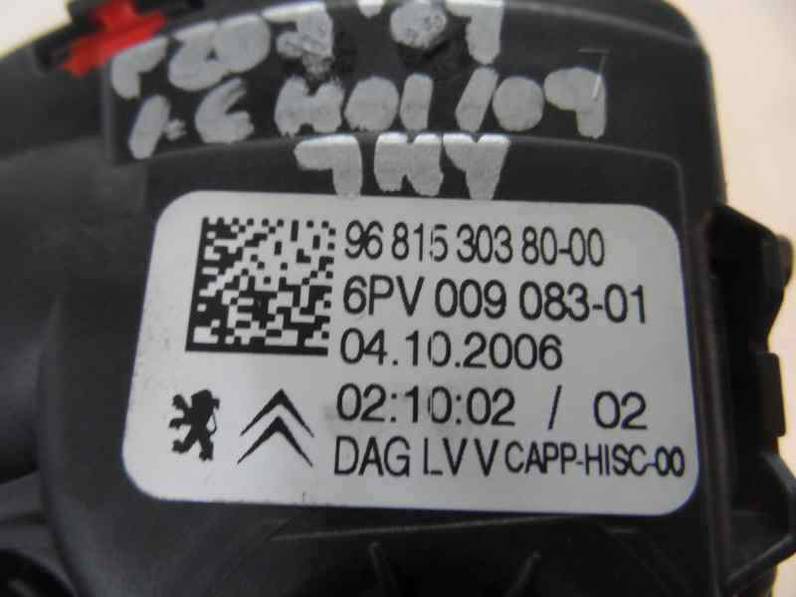 96 815 303 80-00
6PV 009 083-01
04.10.2006
02:10:02 / 02
DAG LV V CAPP-HISC-00